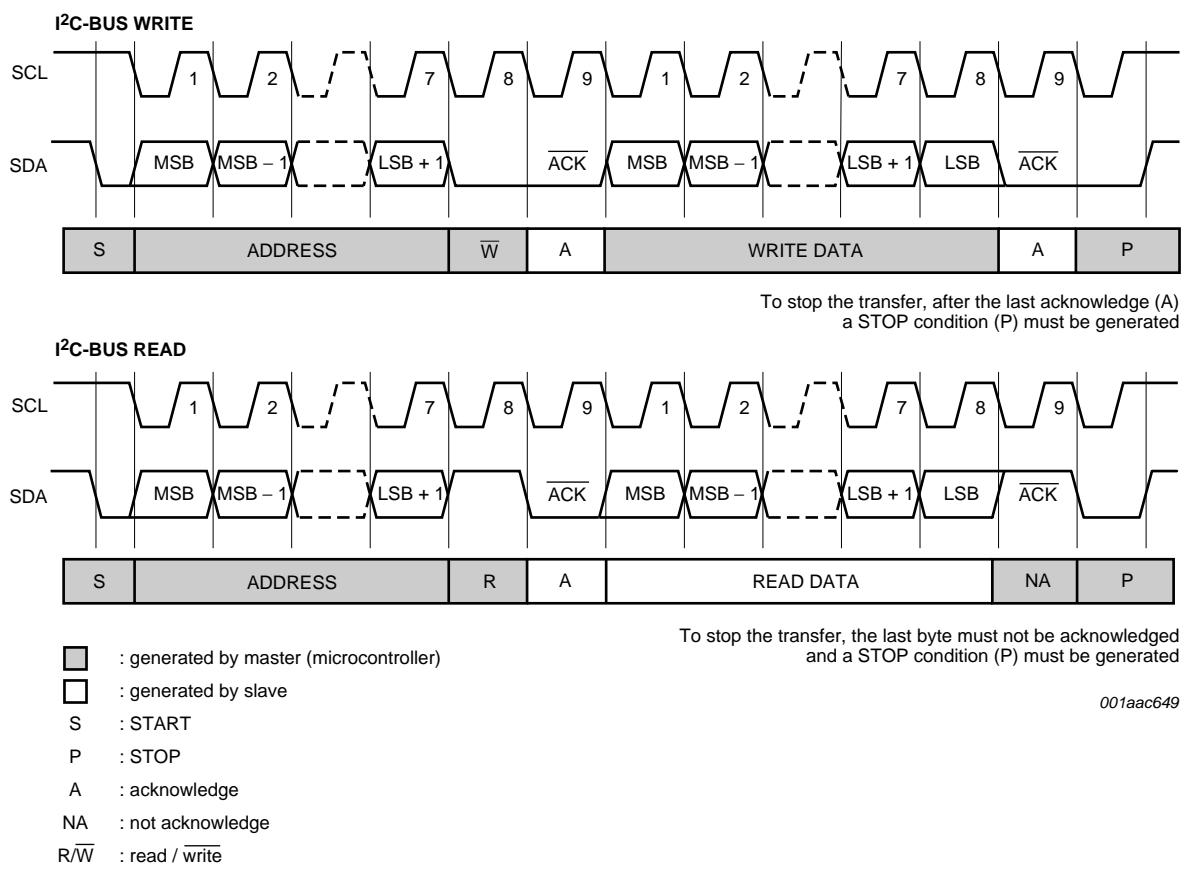 I²C-BUS WRITE
SCL 1 2 7 8 9 1 2 7 8 9
SDA MSB MSB − 1 LSB + 1 A̅C̅K̅ MSB MSB − 1 LSB + 1 LSB A̅C̅K̅
S ADDRESS W̅ A WRITE DATA A P
To stop the transfer, after the last acknowledge (A)
a STOP condition (P) must be generated
I²C-BUS READ
SCL 1 2 7 8 9 1 2 7 8 9
SDA MSB MSB − 1 LSB + 1 A̅C̅K̅ MSB MSB − 1 LSB + 1 LSB A̅C̅K̅
S ADDRESS R A READ DATA NA P
To stop the transfer, the last byte must not be acknowledged
and a STOP condition (P) must be generated
: generated by master (microcontroller)
: generated by slave
001aac649
S : START
P : STOP
A : acknowledge
NA : not acknowledge
R/W̅ : read / w̅r̅i̅t̅e̅